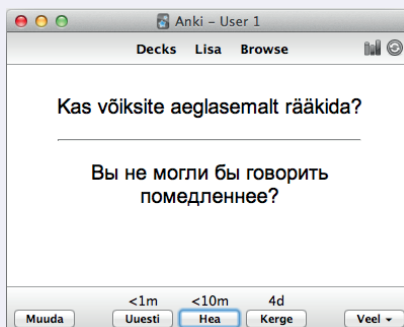 Anki – User 1
Decks Lisa Browse
Kas võiksite aeglasemalt rääkida?
Вы не могли бы говорить
помедленнее?
<1m <10m 4d
Muuda Uuesti Hea Kerge Veel